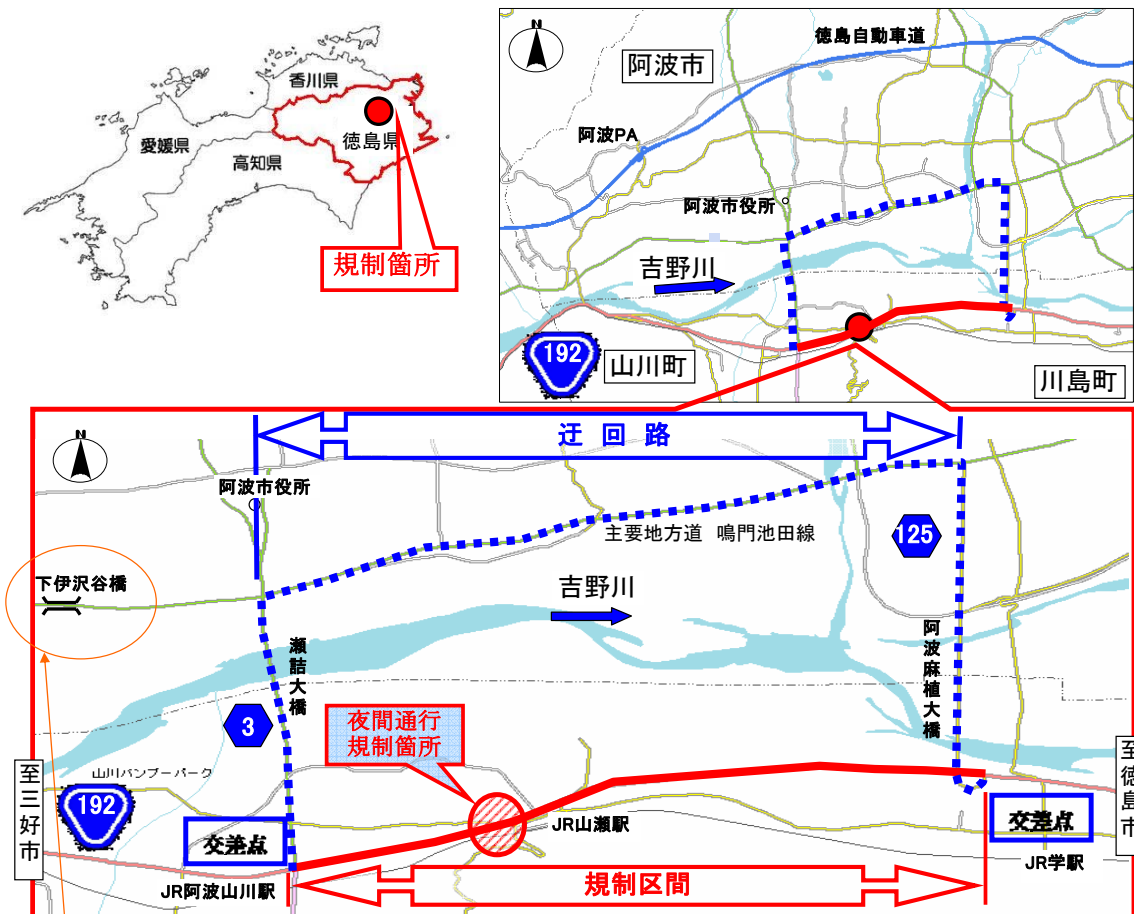 香川県
愛媛県
徳島県
高知県
規制箇所
N
徳島自動車道
阿波市
阿波PA
阿波市役所
吉野川
192
山川町
川島町
迂回路
N
阿波市役所
主要地方道 鳴門池田線
125
下伊沢谷橋
吉野川
瀬詰大橋
阿波麻植大橋
3
夜間通行
規制箇所
至三好市
山川バンブーパーク
192
至徳島市
交差点
JR山瀬駅
交差点
JR学駅
JR阿波山川駅
規制区間